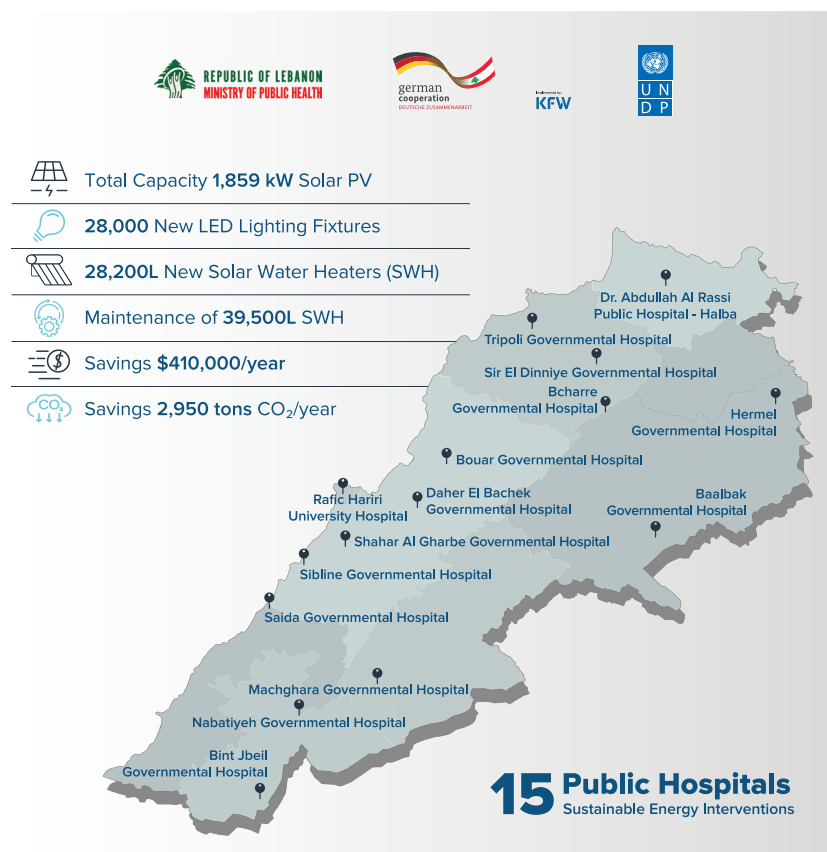 REPUBLIC OF LEBANON
MINISTRY OF PUBLIC HEALTH
german
cooperation
DEUTSCHE ZUSAMMENARBEIT
Implemented by:
KFW
U N
D P
Total Capacity 1,859 kW Solar PV
28,000 New LED Lighting Fixtures
28,200L New Solar Water Heaters (SWH)
Maintenance of 39,500L SWH
Savings $410,000/year
CO₂
Savings 2,950 tons CO₂/year
Dr. Abdullah Al Rassi
Public Hospital - Halba
Tripoli Governmental Hospital
Sir El Dinniye Governmental Hospital
Bcharre
Governmental Hospital
Hermel
Governmental Hospital
Bouar Governmental Hospital
Rafic Hariri
University Hospital
Daher El Bachek
Governmental Hospital
Baalbak
Governmental Hospital
Shahar Al Gharbe Governmental Hospital
Sibline Governmental Hospital
Saida Governmental Hospital
Machghara Governmental Hospital
Nabatiyeh Governmental Hospital
Bint Jbeil
Governmental Hospital
15 Public Hospitals
Sustainable Energy Interventions